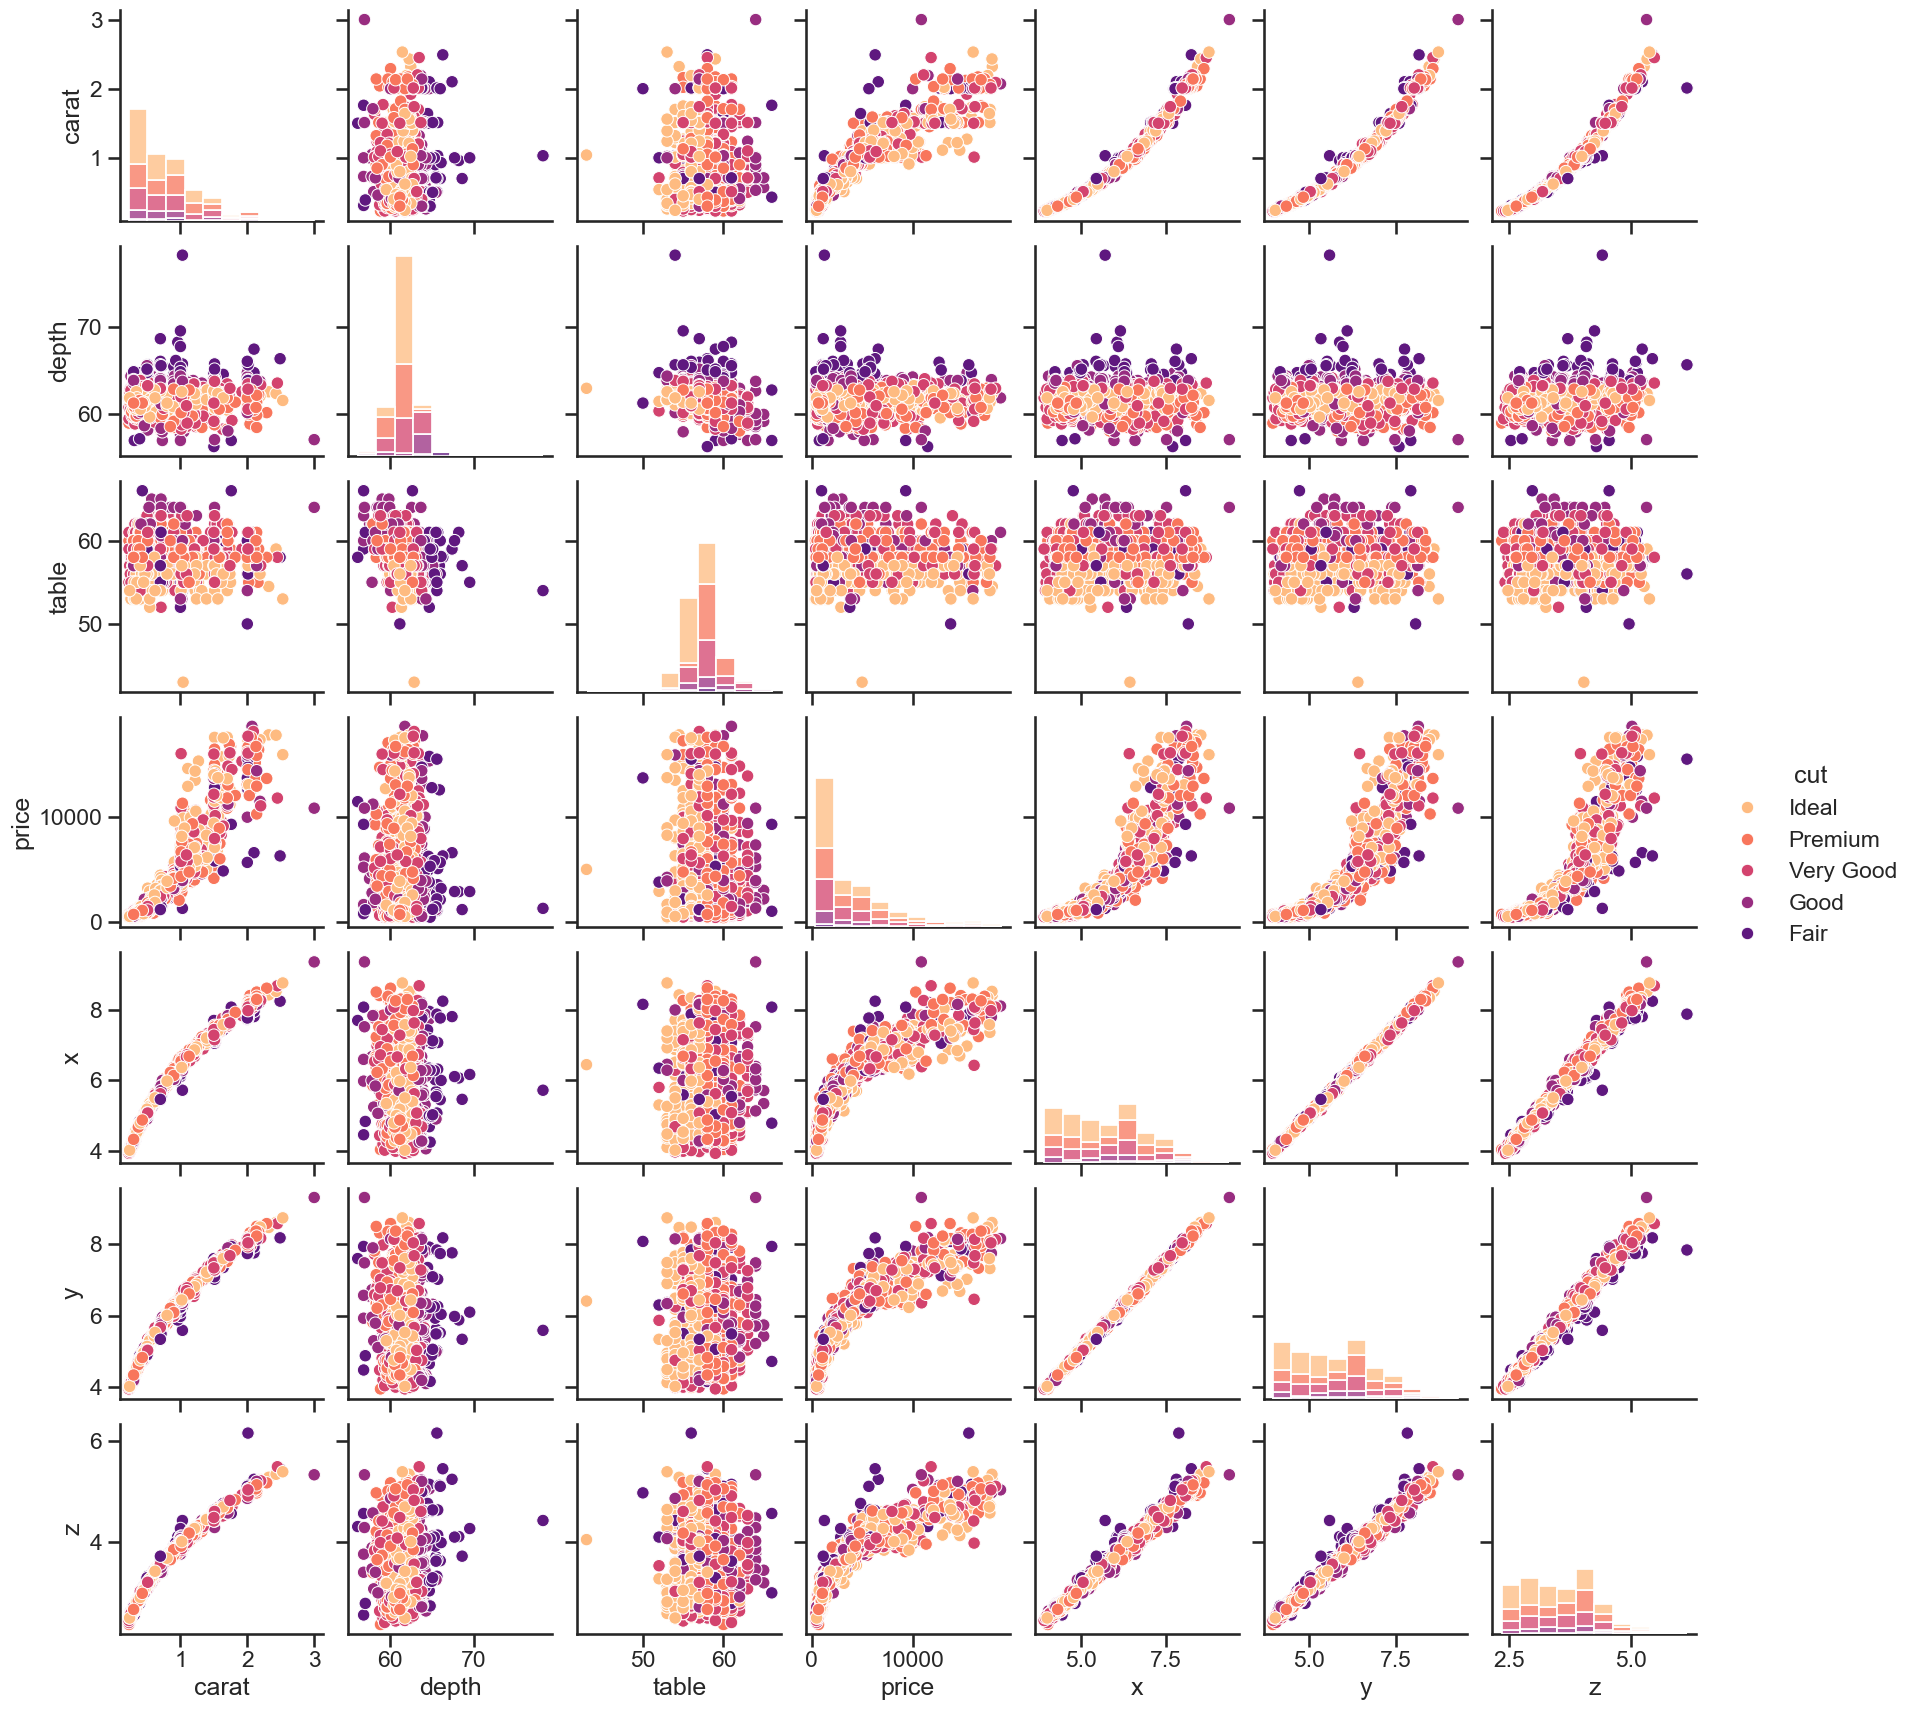 3
2
1
carat
70
60
depth
60
50
table
10000
0
price
cut
Ideal
Premium
Very Good
Good
Fair
8
6
4
x
8
6
4
y
6
4
z
1 2 3 60 70 50 60 0 10000 5.0 7.5 5.0 7.5 2.5 5.0
carat depth table price x y z